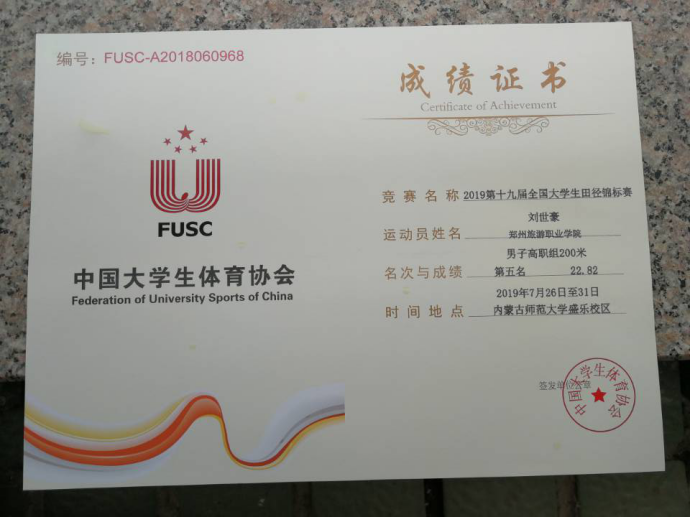 编号：FUSC-A2018060968
FUSC
中国大学生体育协会
Federation of University Sports of China
成绩证书
Certificate of Achievement
竞赛名称 2019第十九届全国大学生田径锦标赛
刘世豪
运动员姓名 郑州旅游职业学院
男子高职组200米
名次与成绩 第五名 22.82
2019年7月26日至31日
时间地点 内蒙古师范大学盛乐校区
签发单位盖章
中国大学生体育协会